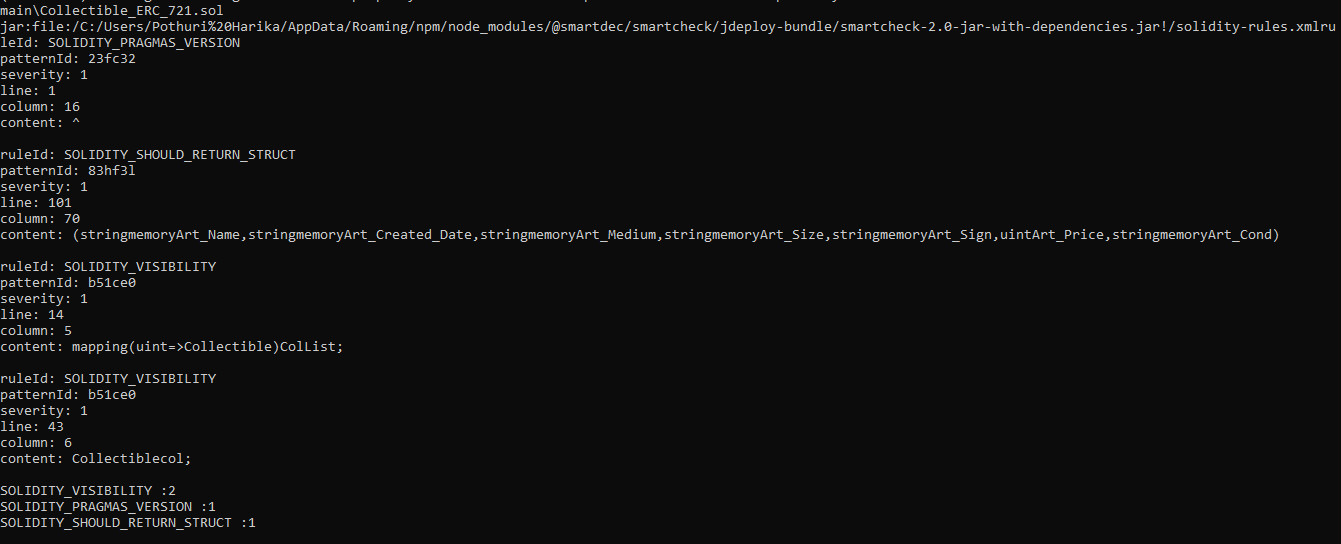 main\Collectible_ERC_721.sol
jar:file:/C:/Users/Pothuri%20Harika/AppData/Roaming/npm/node_modules/@smartdec/smartcheck/jdeploy-bundle/smartcheck-2.0-jar-with-dependencies.jar!/solidity-rules.xmlru
leId: SOLIDITY_PRAGMAS_VERSION
patternId: 23fc32
severity: 1
line: 1
column: 16
content: ^

ruleId: SOLIDITY_SHOULD_RETURN_STRUCT
patternId: 83hf3l
severity: 1
line: 101
column: 70
content: (stringmemoryArt_Name,stringmemoryArt_Created_Date,stringmemoryArt_Medium,stringmemoryArt_Size,stringmemoryArt_Sign,uintArt_Price,stringmemoryArt_Cond)

ruleId: SOLIDITY_VISIBILITY
patternId: b51ce0
severity: 1
line: 14
column: 5
content: mapping(uint=>Collectible)ColList;

ruleId: SOLIDITY_VISIBILITY
patternId: b51ce0
severity: 1
line: 43
column: 6
content: Collectiblecol;

SOLIDITY_VISIBILITY :2
SOLIDITY_PRAGMAS_VERSION :1
SOLIDITY_SHOULD_RETURN_STRUCT :1